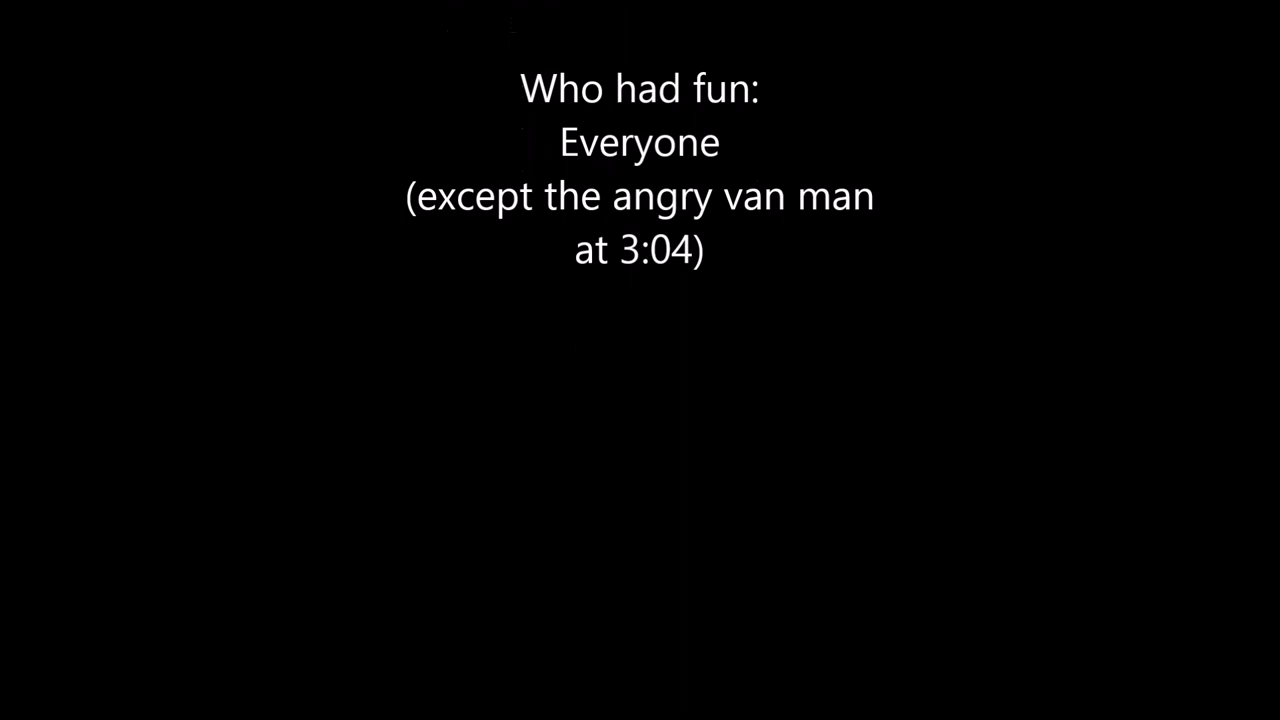 Who had fun:
Everyone
(except the angry van man
at 3:04)